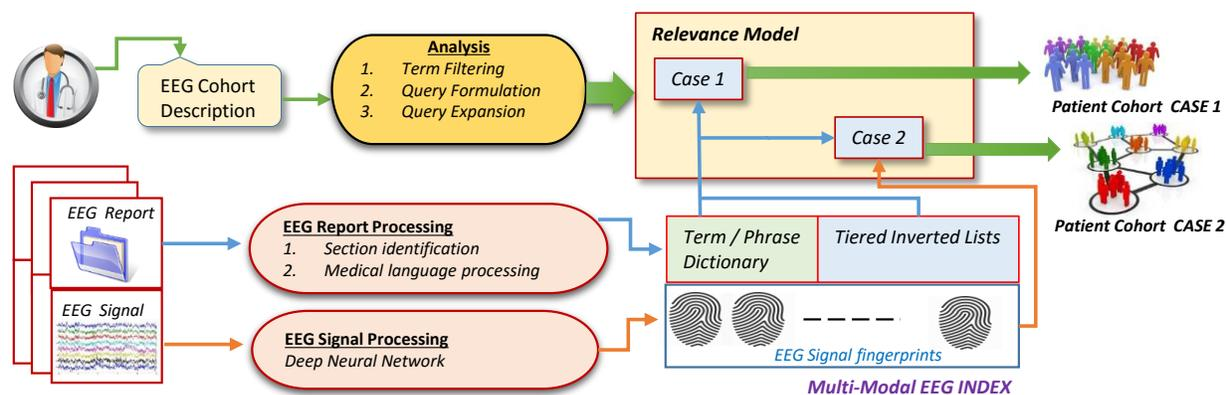 EEG Cohort
Description
Analysis
1. Term Filtering
2. Query Formulation
3. Query Expansion
Relevance Model
Case 1
Case 2
Patient Cohort CASE 1
Patient Cohort CASE 2
EEG Report
EEG Signal
EEG Report Processing
1. Section identification
2. Medical language processing
EEG Signal Processing
Deep Neural Network
Term / Phrase
Dictionary
Tiered Inverted Lists
EEG Signal fingerprints
Multi-Modal EEG INDEX